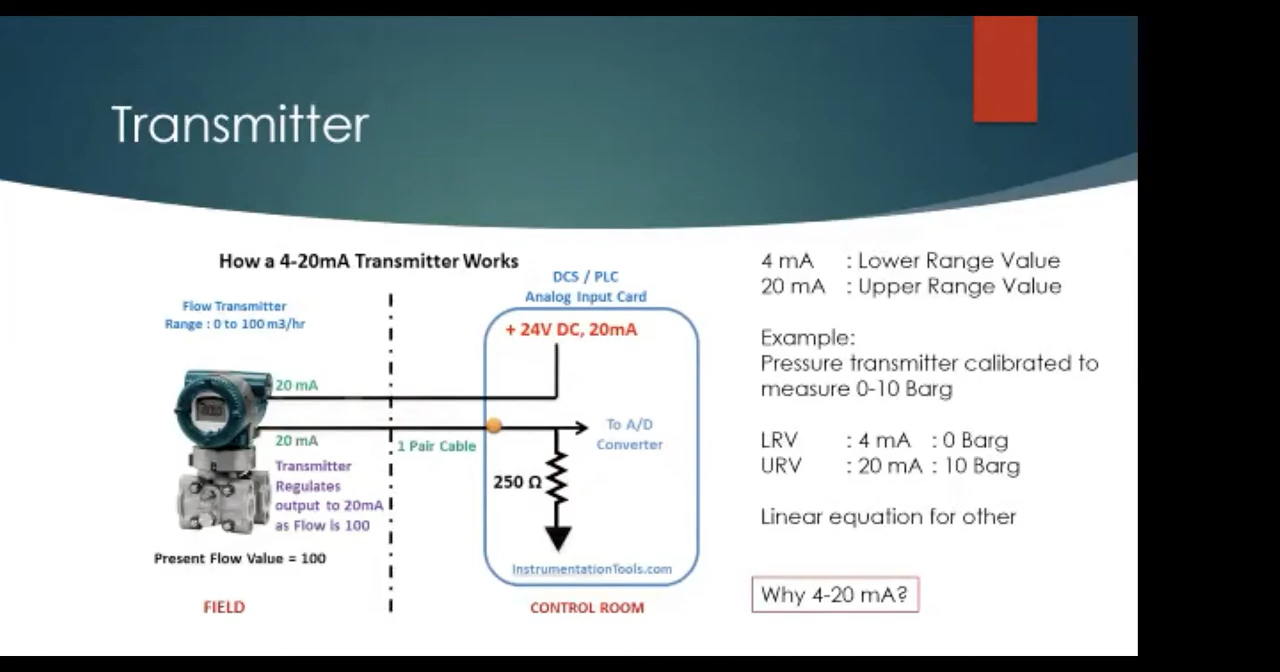 Transmitter
How a 4-20mA Transmitter Works
DCS / PLC
Analog Input Card
Flow Transmitter
Range : 0 to 100 m3/hr
+ 24V DC, 20mA
20 mA
20 mA
1 Pair Cable
To A/D
Converter
Transmitter
Regulates
output to 20mA
as Flow is 100
250 Ω
Present Flow Value = 100
InstrumentationTools.com
FIELD
CONTROL ROOM
4 mA : Lower Range Value
20 mA : Upper Range Value
Example:
Pressure transmitter calibrated to
measure 0-10 Barg
LRV : 4 mA : 0 Barg
URV : 20 mA : 10 Barg
Linear equation for other
Why 4-20 mA?